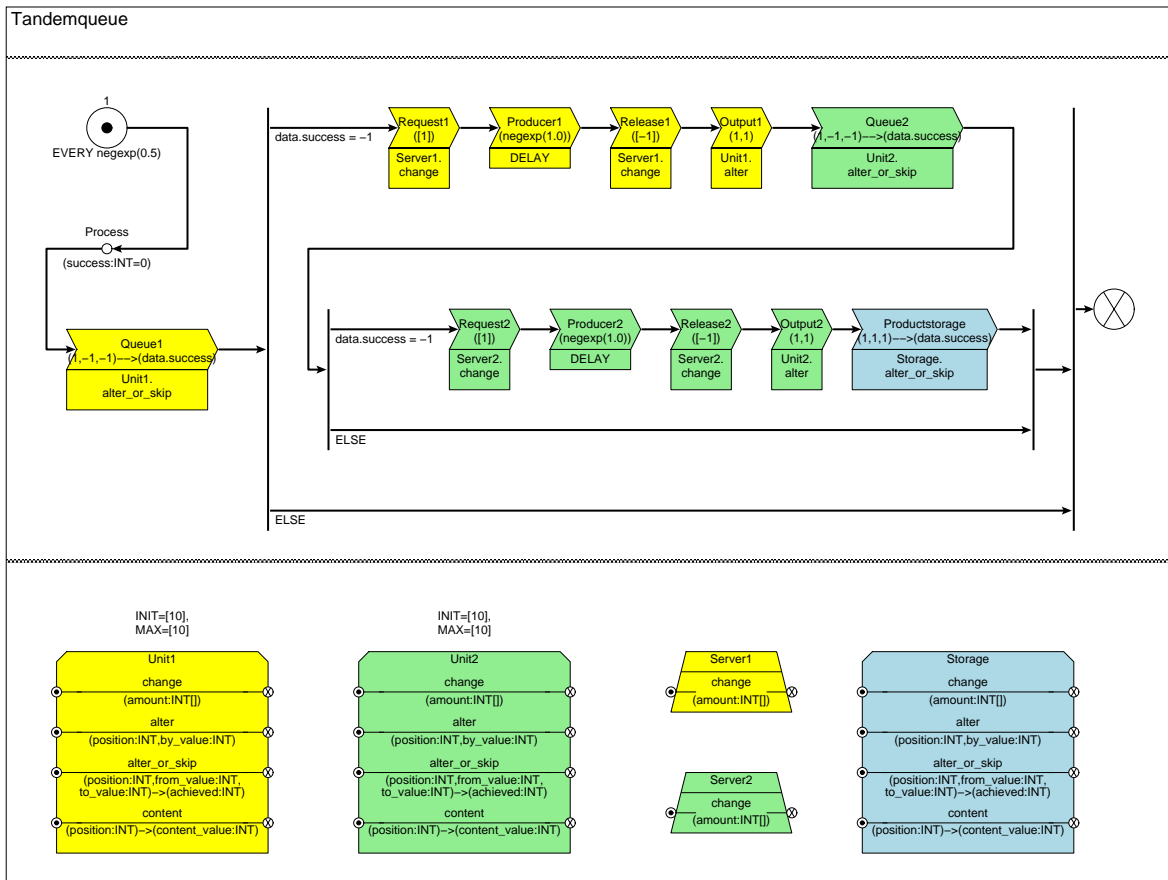 Tandemqueue
1
EVERY negexp(0.5)
Process
(success:INT=0)
Queue1
(1,−1,−1)−−>(data.success)
Unit1.
alter_or_skip
data.success = −1
Request1
([1])
Server1.
change
Producer1
(negexp(1.0))
DELAY
Release1
([−1])
Server1.
change
Output1
(1,1)
Unit1.
alter
Queue2
(1,−1,−1)−−>(data.success)
Unit2.
alter_or_skip
data.success = −1
Request2
([1])
Server2.
change
Producer2
(negexp(1.0))
DELAY
Release2
([−1])
Server2.
change
Output2
(1,1)
Unit2.
alter
Productstorage
(1,1,1)−−>(data.success)
Storage.
alter_or_skip
ELSE
ELSE
INIT=[10],
MAX=[10]
Unit1
change
(amount:INT[])
alter
(position:INT,by_value:INT)
alter_or_skip
(position:INT,from_value:INT,
to_value:INT)−>(achieved:INT)
content
(position:INT)−>(content_value:INT)
INIT=[10],
MAX=[10]
Unit2
change
(amount:INT[])
alter
(position:INT,by_value:INT)
alter_or_skip
(position:INT,from_value:INT,
to_value:INT)−>(achieved:INT)
content
(position:INT)−>(content_value:INT)
Server1
change
(amount:INT[])
Server2
change
(amount:INT[])
Storage
change
(amount:INT[])
alter
(position:INT,by_value:INT)
alter_or_skip
(position:INT,from_value:INT,
to_value:INT)−>(achieved:INT)
content
(position:INT)−>(content_value:INT)